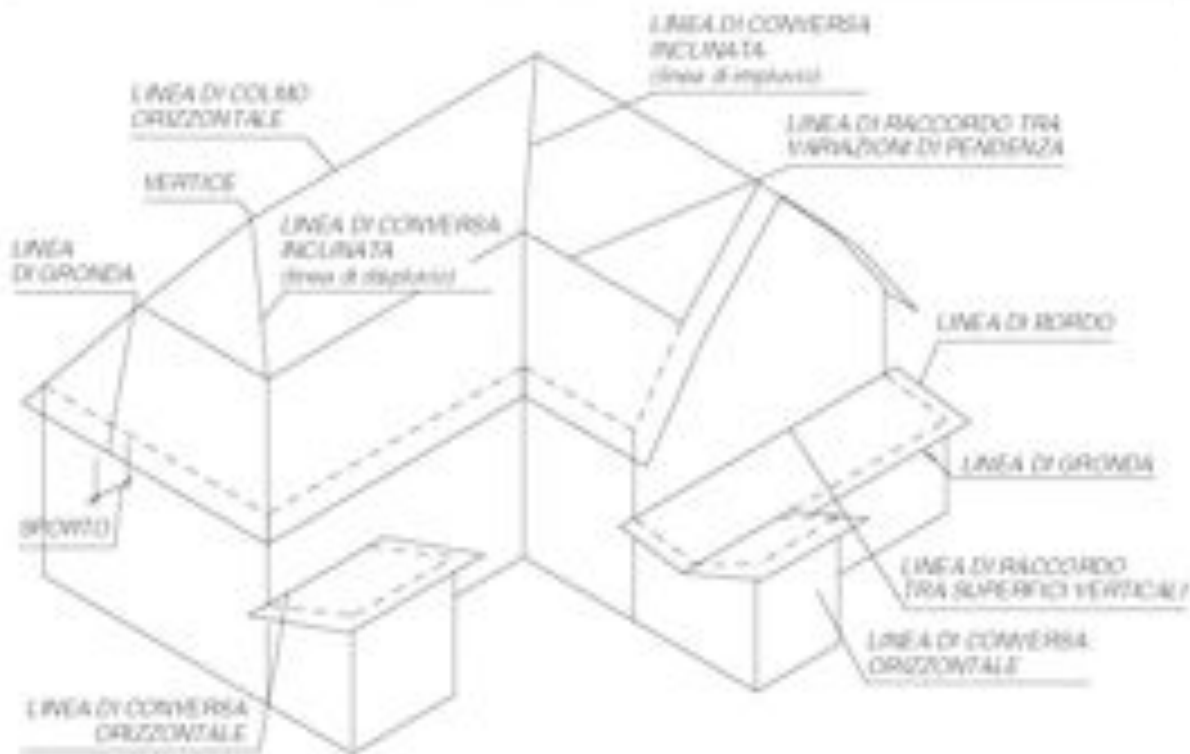 LINEA DI CONVERSA
INCLINATA
(linea di impluvio)
LINEA DI COLMO
ORIZZONTALE
LINEA DI RACCORDO TRA
VARIAZIONI DI PENDENZA
VERTICE
LINEA DI CONVERSA
INCLINATA
(linea di displuvio)
LINEA
DI GRONDA
LINEA DI BORDO
LINEA DI GRONDA
SPORTO
LINEA DI RACCORDO
TRA SUPERFICI VERTICALI
LINEA DI CONVERSA
ORIZZONTALE
LINEA DI CONVERSA
ORIZZONTALE